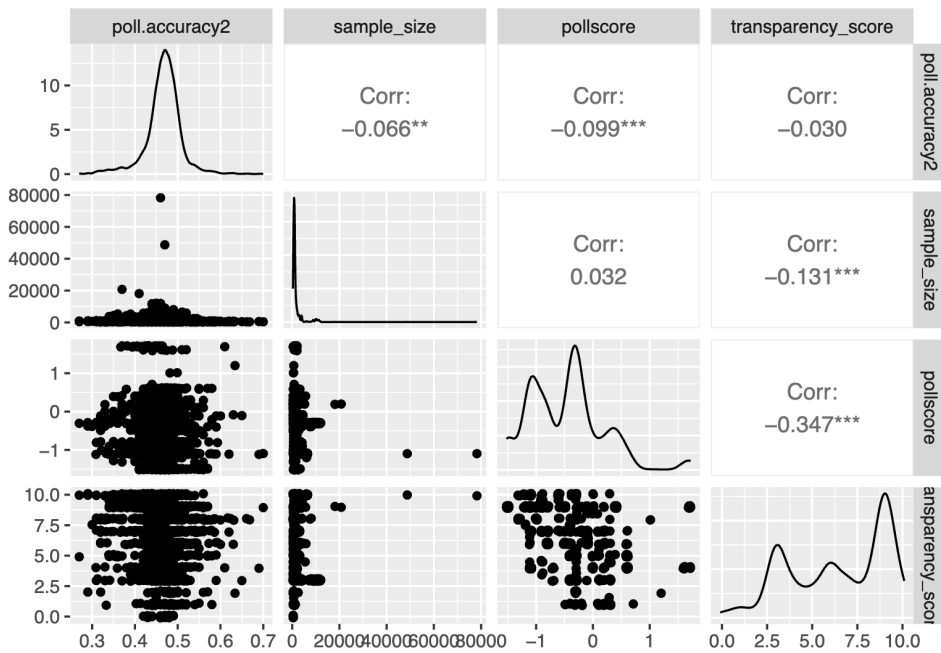 poll.accuracy2 sample_size pollscore transparency_score
10
5
0
Corr:
−0.066**
Corr:
−0.099***
Corr:
−0.030
poll.accuracy2
80000
60000
40000
20000
0
Corr:
0.032
Corr:
−0.131***
sample_size
1
0
−1
Corr:
−0.347***
pollscore
10.0
7.5
5.0
2.5
0.0
ansparency_scor
0.3 0.4 0.5 0.6 0.7 0 20000 40000 60000 80000 −1 0 1 0.0 2.5 5.0 7.5 10.0